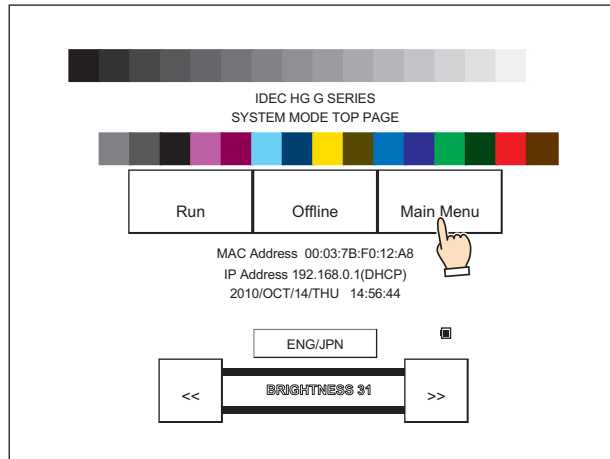 IDEC HG G SERIES
SYSTEM MODE TOP PAGE
Run Offline Main Menu
MAC Address 00:03:7B:F0:12:A8
IP Address 192.168.0.1(DHCP)
2010/OCT/14/THU 14:56:44
ENG/JPN
<< BRIGHTNESS 31 >>